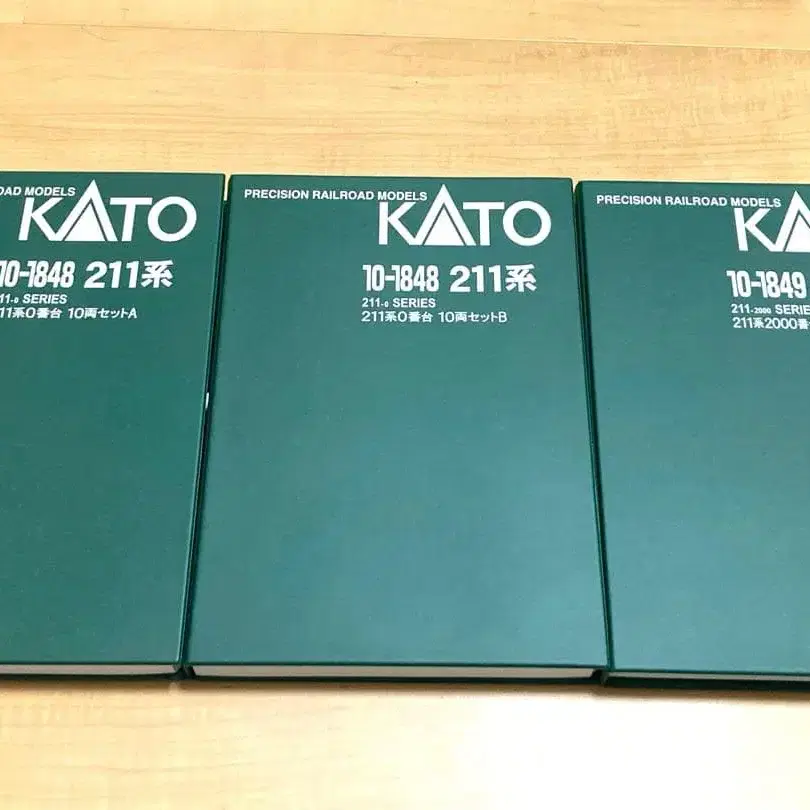 OAD MODELS
KATO
10-1848 211系
11-0 SERIES
11系0番台 10両セットA
PRECISION RAILROAD MODELS
KATO
10-1848 211系
211-0 SERIES
211系0番台 10両セットB
PRECISION RAILROAD MODELS
KA
10-1849
211-2000 SERIE
211系2000番